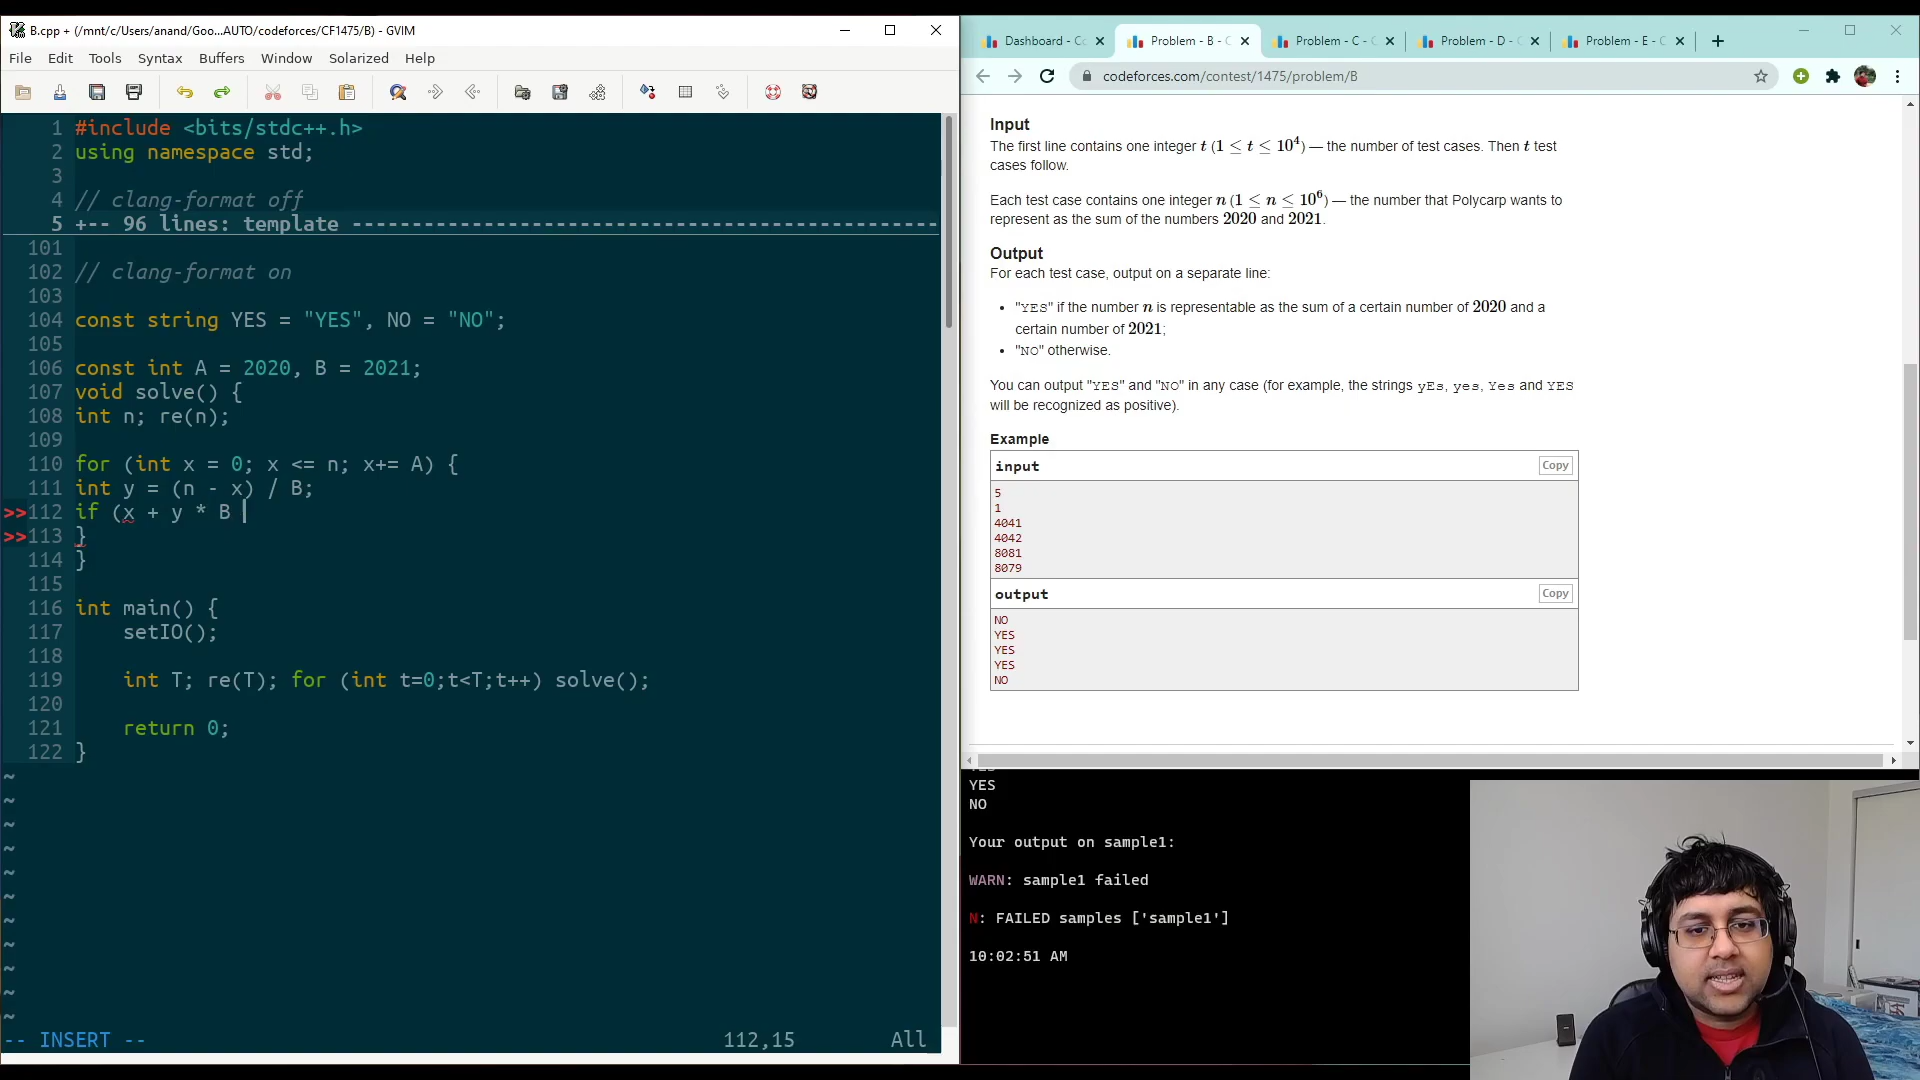 B.cpp + (/mnt/c/Users/anand/Goo...AUTO/codeforces/CF1475/B) - GVIM
File Edit Tools Syntax Buffers Window Solarized Help
1 #include <bits/stdc++.h>
2 using namespace std;
3
4 // clang-format off
5 +-- 96 lines: template -------------------------------------------------
101
102 // clang-format on
103
104 const string YES = "YES", NO = "NO";
105
106 const int A = 2020, B = 2021;
107 void solve() {
108 int n; re(n);
109
110 for (int x = 0; x <= n; x+= A) {
111 int y = (n - x) / B;
>>112 if (x + y * B
>>113 }
114 }
115
116 int main() {
117 setIO();
118
119 int T; re(T); for (int t=0;t<T;t++) solve();
120
121 return 0;
122 }
~
~
~
~
~
~
~
~
~
~
~
-- INSERT -- 112,15 All
Dashboard - Co Problem - B - C Problem - C - C Problem - D - C Problem - E - C
codeforces.com/contest/1475/problem/B
Input
The first line contains one integer t (1 ≤ t ≤ 10⁴) — the number of test cases. Then t test
cases follow.
Each test case contains one integer n (1 ≤ n ≤ 10⁶) — the number that Polycarp wants to
represent as the sum of the numbers 2020 and 2021.
Output
For each test case, output on a separate line:
• "YES" if the number n is representable as the sum of a certain number of 2020 and a
certain number of 2021;
• "NO" otherwise.
You can output "YES" and "NO" in any case (for example, the strings yEs, yes, Yes and YES
will be recognized as positive).
Example
input Copy
5
1
4041
4042
8081
8079
output Copy
NO
YES
YES
YES
NO
YES
YES
NO
Your output on sample1:
WARN: sample1 failed
N: FAILED samples ['sample1']
10:02:51 AM